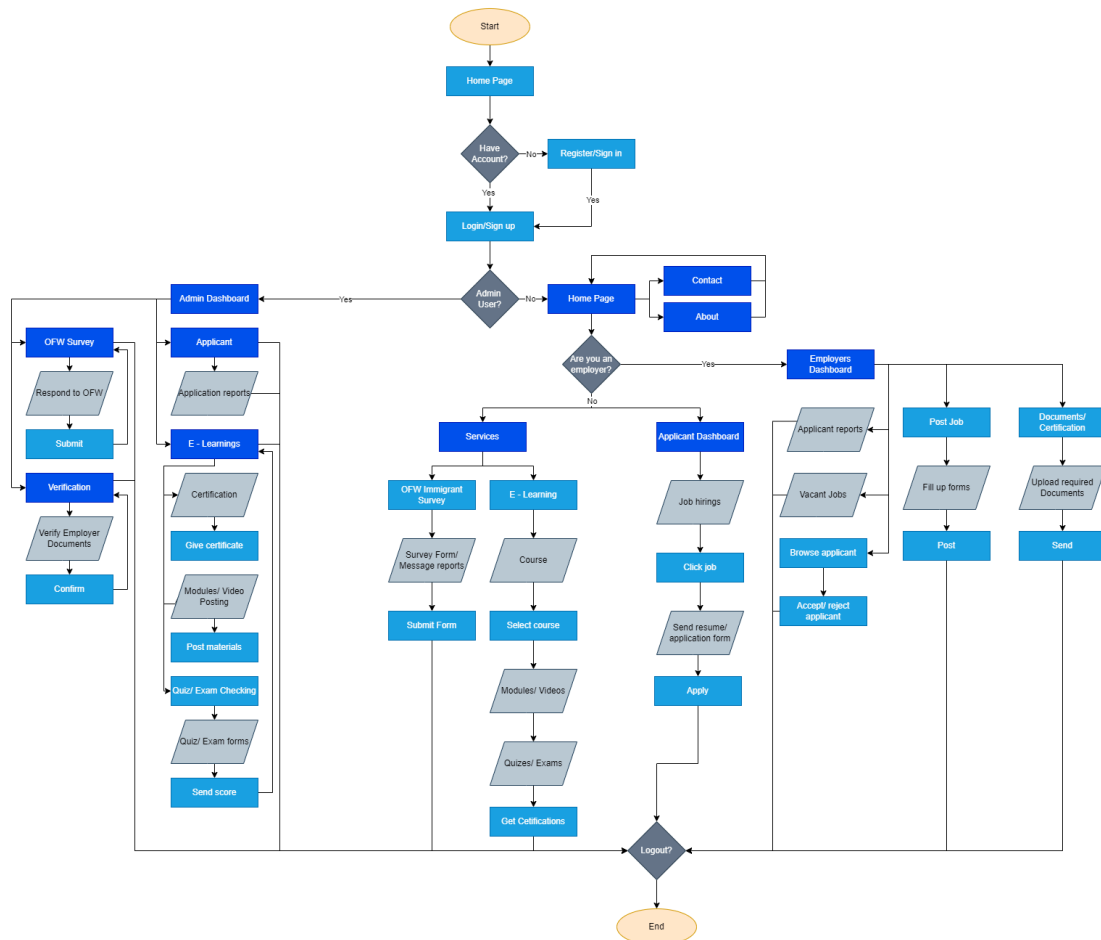 Start
Home Page
Have
Account?
No
Register/Sign in
Yes
Yes
Login/Sign up
Admin
User?
Yes
No
Admin Dashboard
Home Page
Contact
About
OFW Survey
Applicant
Are you an
employer?
Yes
Employers
Dashboard
No
Respond to OFW
Application reports
Submit
E - Learnings
Services
Applicant Dashboard
Applicant reports
Post Job
Documents/
Certification
Verification
Certification
OFW Immigrant
Survey
E - Learning
Job hirings
Vacant Jobs
Fill up forms
Upload required
Documents
Verify Employer
Documents
Give certificate
Survey Form/
Message reports
Course
Click job
Browse applicant
Post
Send
Confirm
Modules/ Video
Posting
Submit Form
Select course
Send resume/
application form
Accept/ reject
applicant
Post materials
Quiz/ Exam Checking
Modules/ Videos
Apply
Quiz/ Exam forms
Quizes/ Exams
Send score
Get Cetifications
Logout?
End